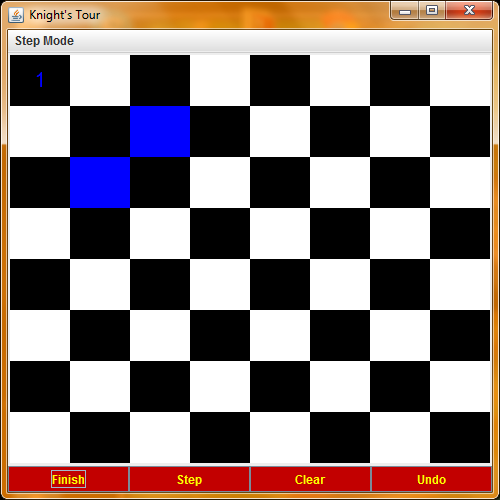 Knight's Tour
Step Mode
1
Finish Step Clear Undo